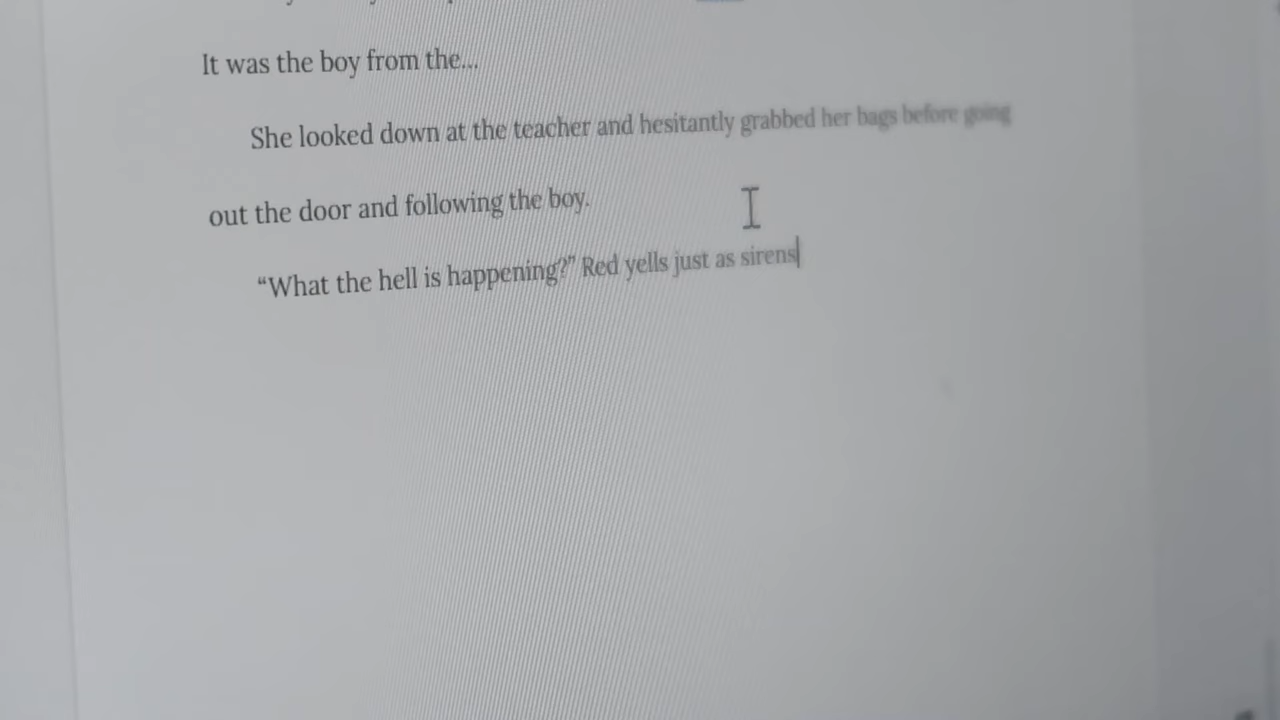 It was the boy from the...
She looked down at the teacher and hesitantly grabbed her bags before going
out the door and following the boy.
“What the hell is happening?” Red yells just as sirens